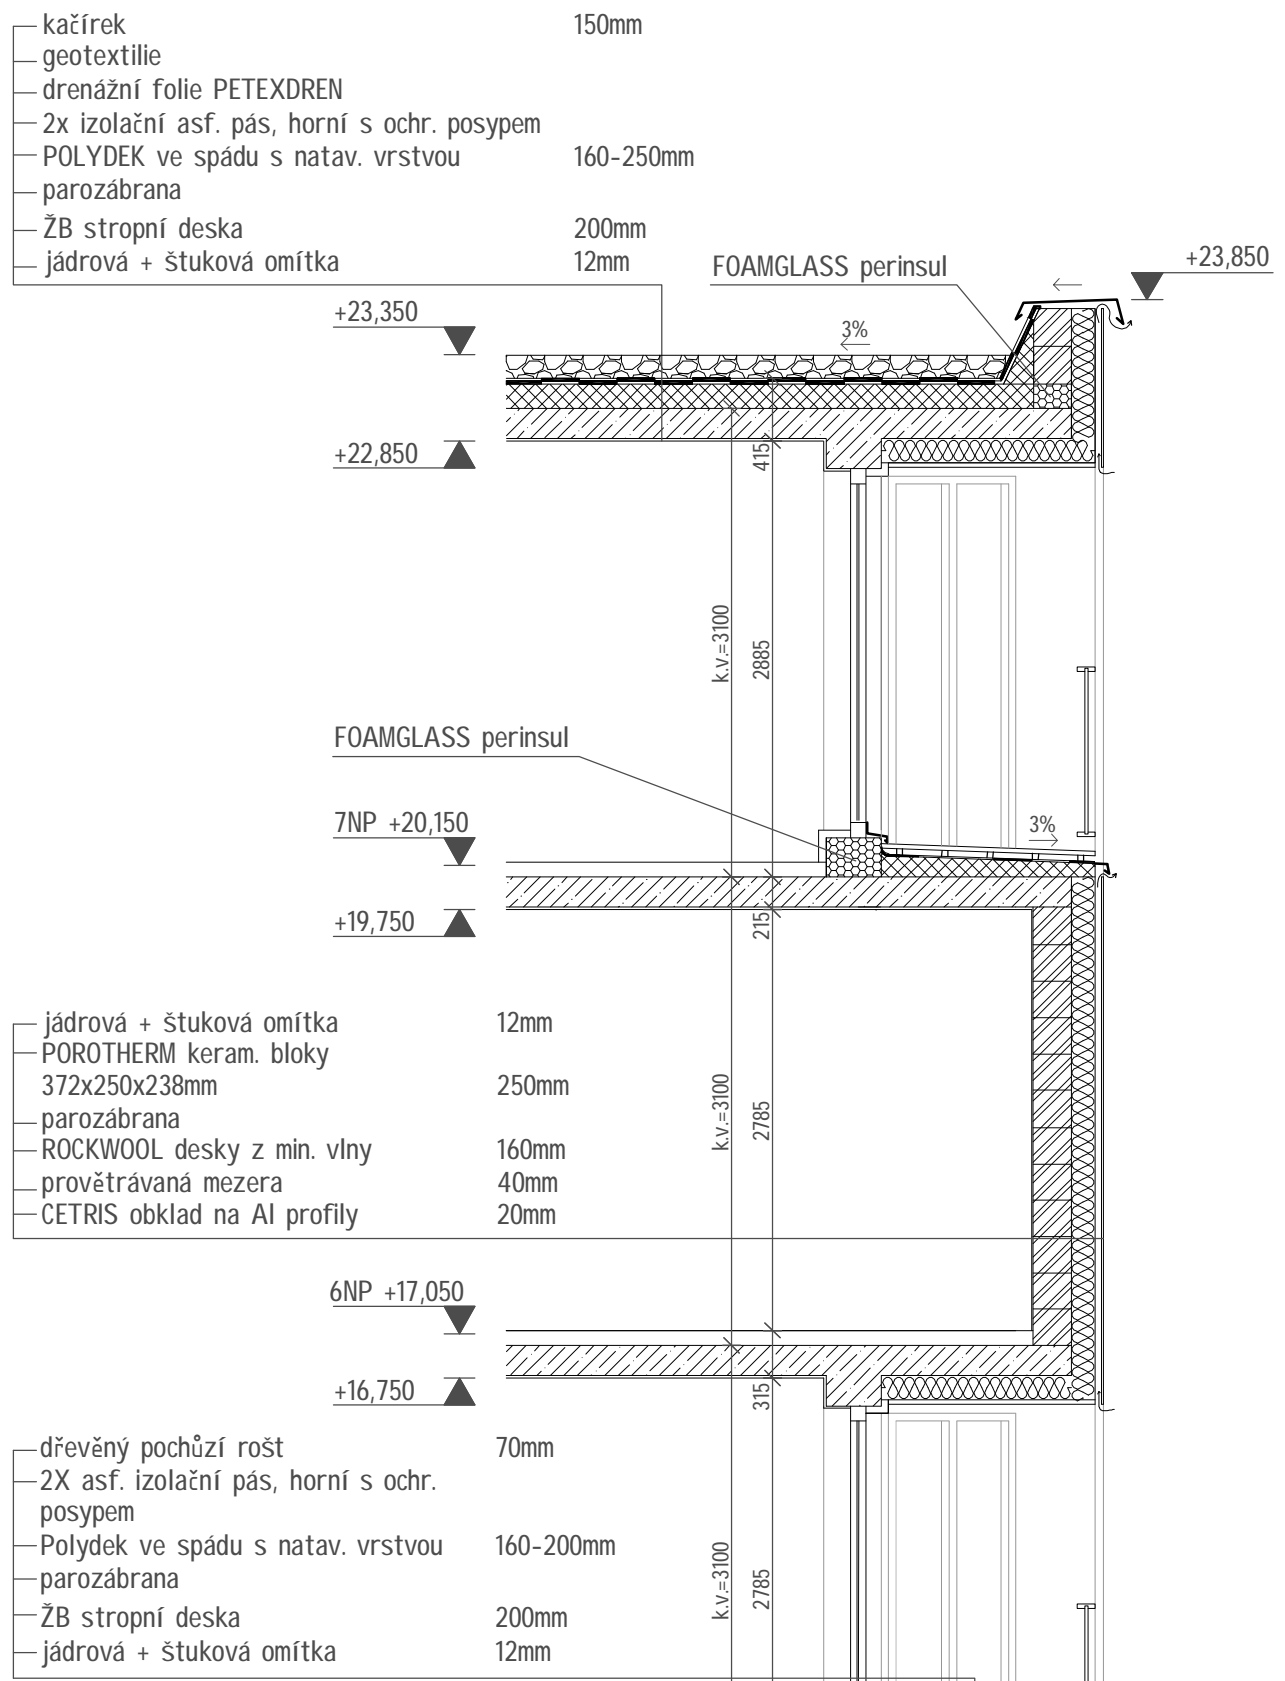 kačírek 150mm
geotextilie
drenážní folie PETEXDREN
2x izolační asf. pás, horní s ochr. posypem
POLYDEK ve spádu s natav. vrstvou 160-250mm
parozábrana
ŽB stropní deska 200mm
jádrová + štuková omítka 12mm
FOAMGLASS perinsul
+23,850
+23,350
3%
+22,850
415
k.v.=3100
2885
FOAMGLASS perinsul
7NP +20,150
3%
+19,750
215
jádrová + štuková omítka 12mm
POROTHERM keram. bloky
372x250x238mm 250mm
parozábrana
ROCKWOOL desky z min. vlny 160mm
provětrávaná mezera 40mm
CETRIS obklad na Al profily 20mm
k.v.=3100
2785
6NP +17,050
+16,750
315
dřevěný pochůzí rošt 70mm
2X asf. izolační pás, horní s ochr.
posypem
Polydek ve spádu s natav. vrstvou 160-200mm
parozábrana
ŽB stropní deska 200mm
jádrová + štuková omítka 12mm
k.v.=3100
2785